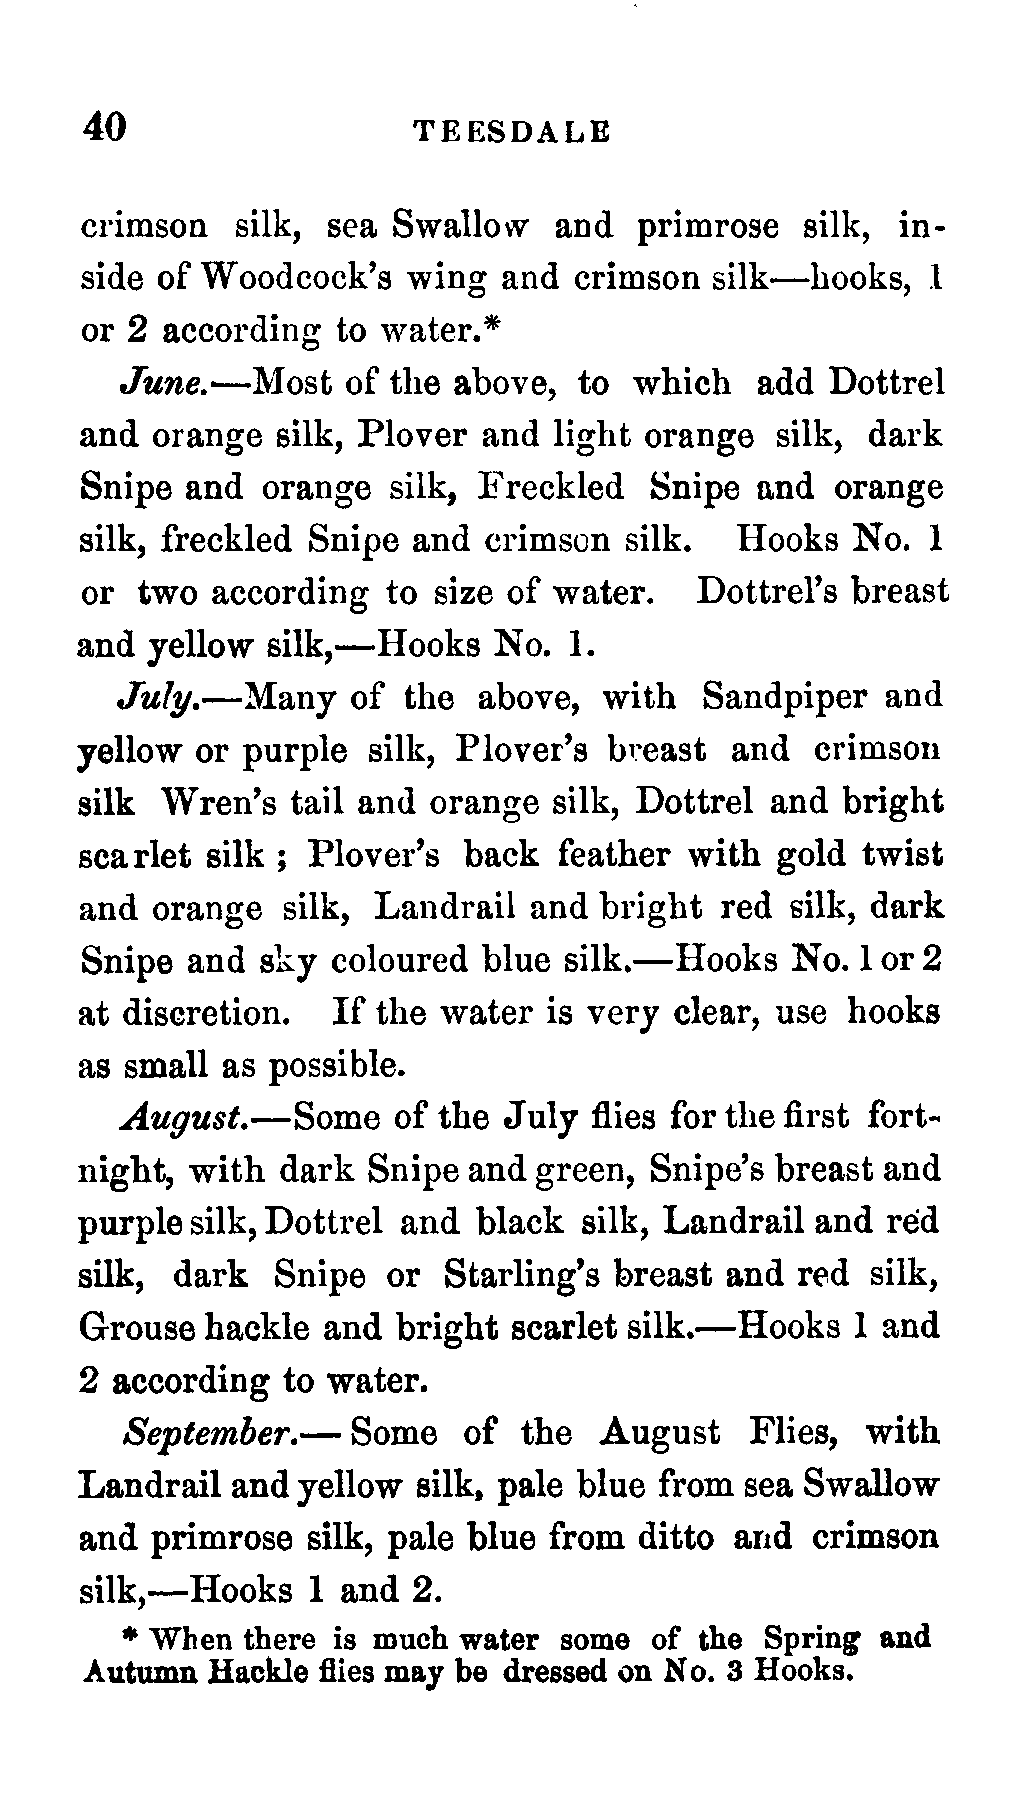 40 TEESDALE
crimson silk, sea Swallow and primrose silk, in-
side of Woodcock's wing and crimson silk—hooks, 1
or 2 according to water.*
June.—Most of the above, to which add Dottrel
and orange silk, Plover and light orange silk, dark
Snipe and orange silk, Freckled Snipe and orange
silk, freckled Snipe and crimson silk. Hooks No. 1
or two according to size of water. Dottrel's breast
and yellow silk,—Hooks No. 1.
July.—Many of the above, with Sandpiper and
yellow or purple silk, Plover's breast and crimson
silk Wren's tail and orange silk, Dottrel and bright
scarlet silk ; Plover's back feather with gold twist
and orange silk, Landrail and bright red silk, dark
Snipe and sky coloured blue silk.—Hooks No. 1 or 2
at discretion. If the water is very clear, use hooks
as small as possible.
August.—Some of the July flies for the first fort-
night, with dark Snipe and green, Snipe's breast and
purple silk, Dottrel and black silk, Landrail and red
silk, dark Snipe or Starling's breast and red silk,
Grouse hackle and bright scarlet silk.—Hooks 1 and
2 according to water.
September.— Some of the August Flies, with
Landrail and yellow silk, pale blue from sea Swallow
and primrose silk, pale blue from ditto and crimson
silk,—Hooks 1 and 2.
* When there is much water some of the Spring and
Autumn Hackle flies may be dressed on No. 3 Hooks.